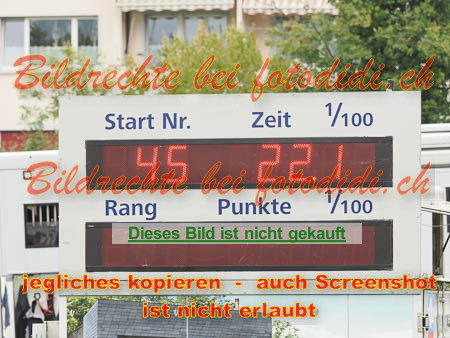 Bildrechte bei fotodidi.ch
Start Nr. Zeit 1/100
45 221
Bildrechte bei fotodidi.ch
Rang Punkte 1/100
Dieses Bild ist nicht gekauft
jegliches kopieren - auch Screenshot
ist nicht erlaubt